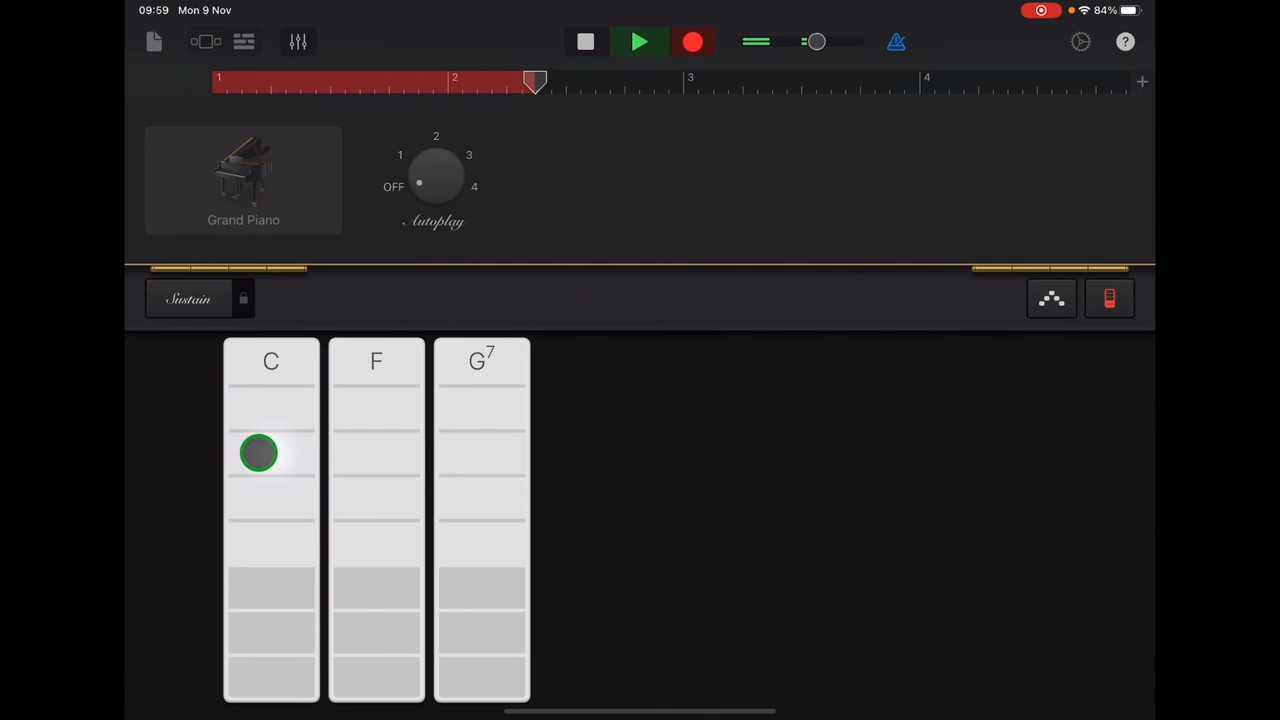 09:59 Mon 9 Nov
84%
?
1 2 3 4
+
2
1 3
OFF 4
Grand Piano
Autoplay
Sustain
C F G7